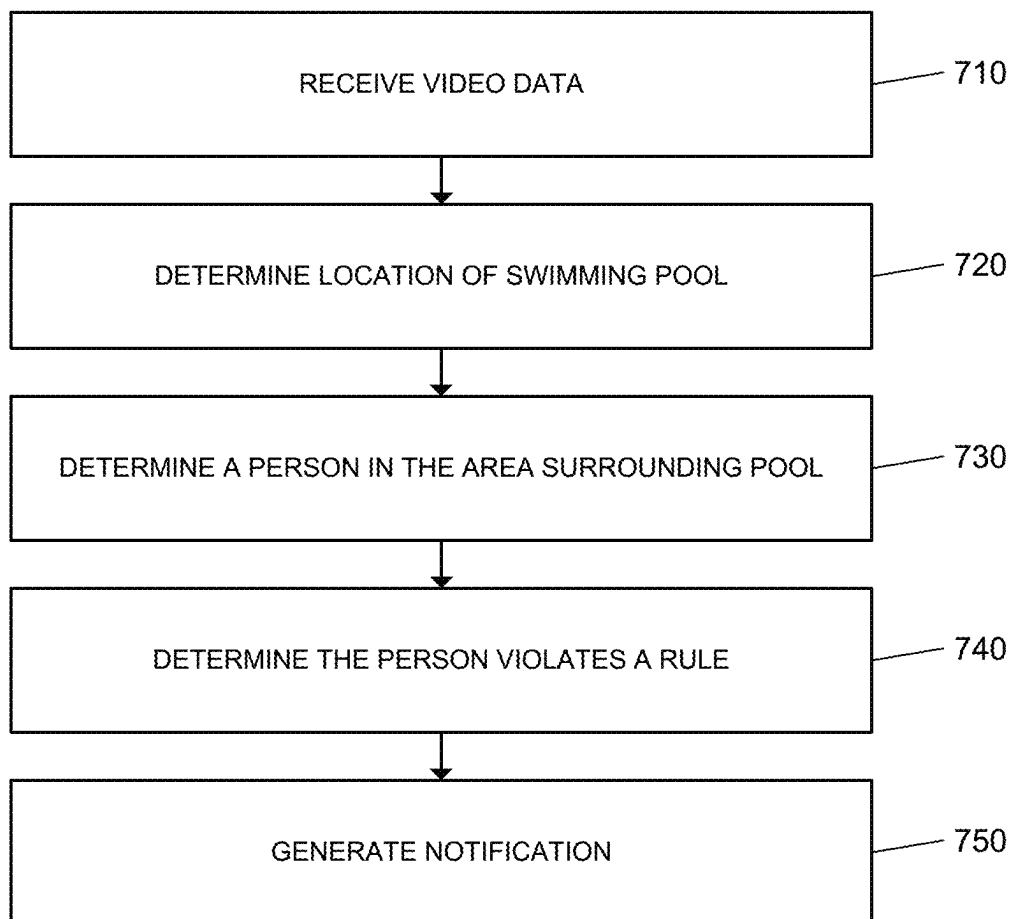 RECEIVE VIDEO DATA
710
DETERMINE LOCATION OF SWIMMING POOL
720
DETERMINE A PERSON IN THE AREA SURROUNDING POOL
730
DETERMINE THE PERSON VIOLATES A RULE
740
GENERATE NOTIFICATION
750